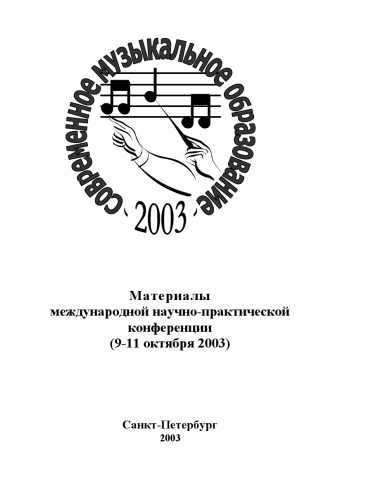 Современное музыкальное образование
- 2003 -
Материалы
международной научно-практической
конференции
(9-11 октября 2003)
Санкт-Петербург
2003